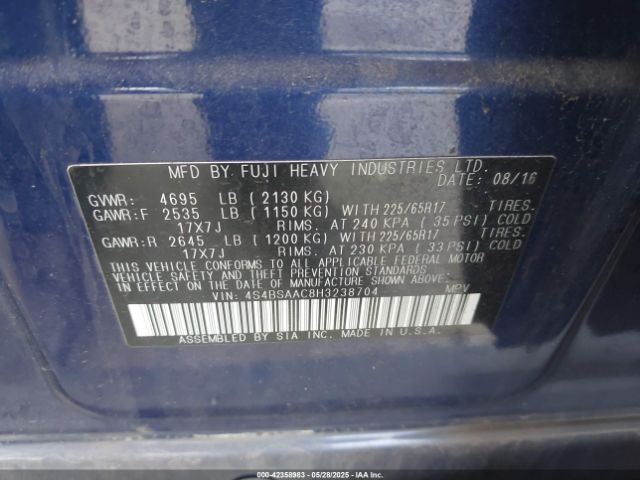 MFD BY FUJI HEAVY INDUSTRIES LTD.
DATE: 08/16
GVWR: 4695 LB ( 2130 KG)
GAWR:F 2535 LB ( 1150 KG) WITH 225/65R17 TIRES.
17X7J RIMS. AT 240 KPA ( 35 PSI) COLD
GAWR:R 2645 LB ( 1200 KG) WITH 225/65R17 TIRES.
17X7J RIMS. AT 230 KPA ( 33 PSI) COLD
THIS VEHICLE CONFORMS TO ALL APPLICABLE FEDERAL MOTOR
VEHICLE SAFETY AND THEFT PREVENTION STANDARDS
IN EFFECT ON THE DATE OF MANUFACTURE SHOWN ABOVE.
VIN: 4S4BSAAC8H3238704 MPV
ASSEMBLED BY SIA INC. MADE IN U.S.A.
000-42358983 - 05/28/2025 - IAAI.COM